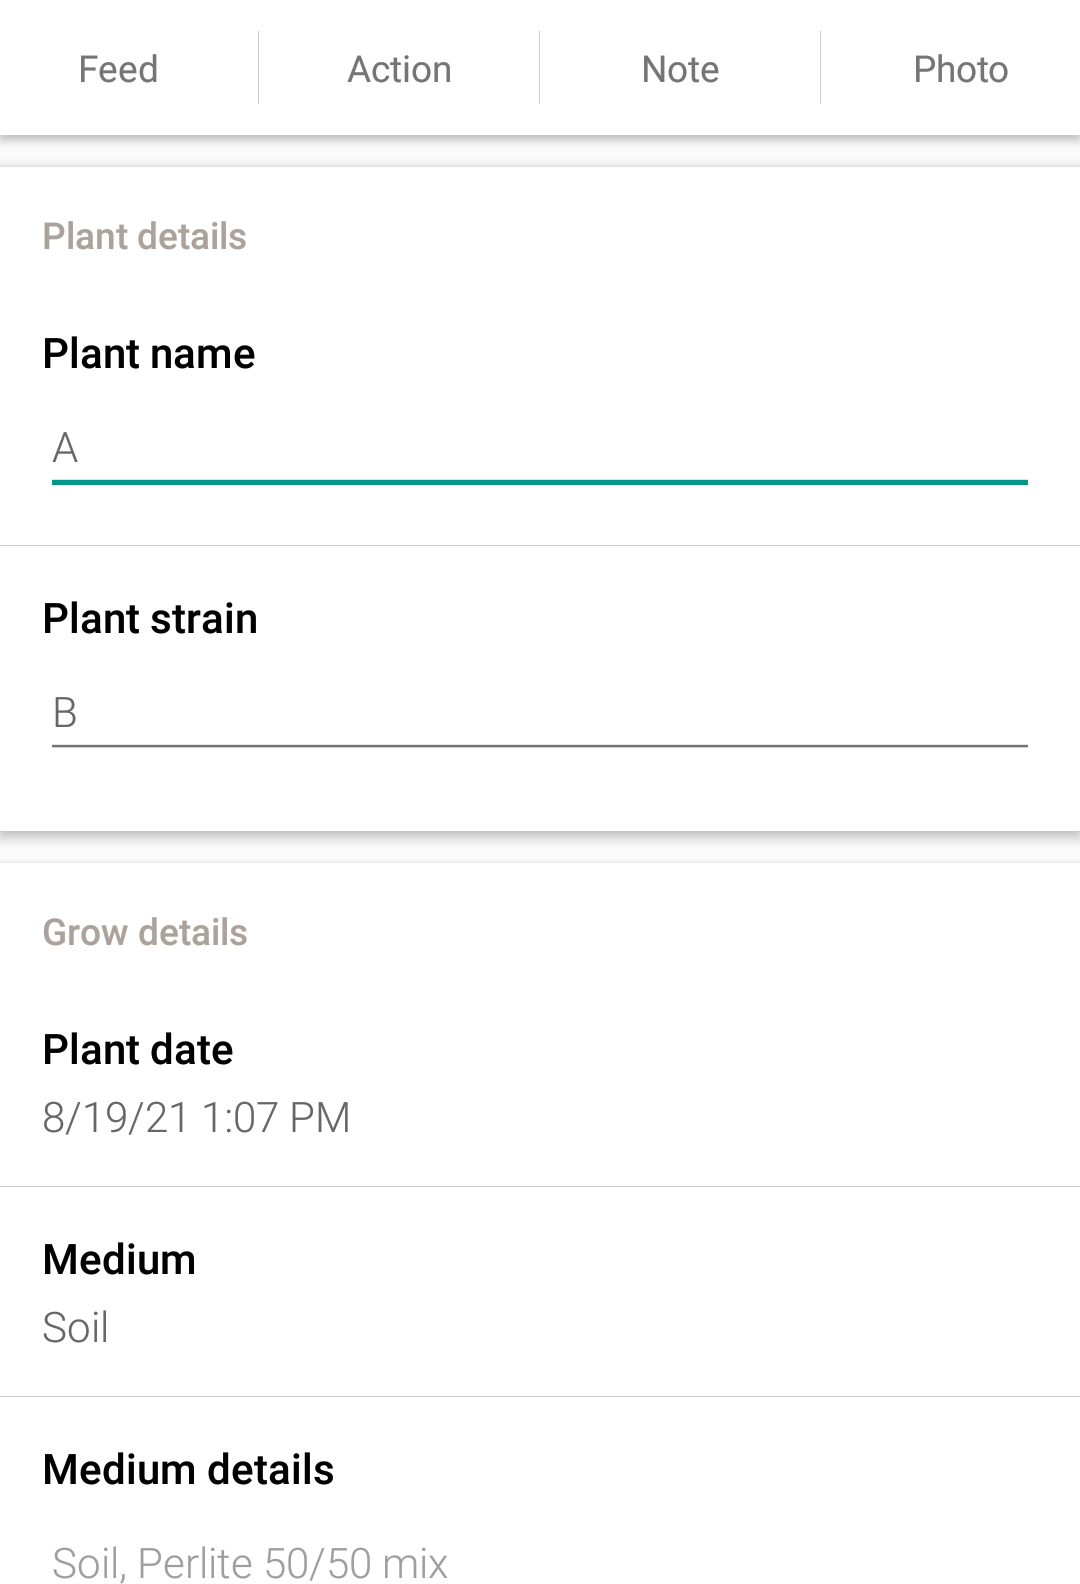 Feed Action Note Photo
Plant details
Plant name
A
Plant strain
B
Grow details
Plant date
8/19/21 1:07 PM
Medium
Soil
Medium details
Soil, Perlite 50/50 mix